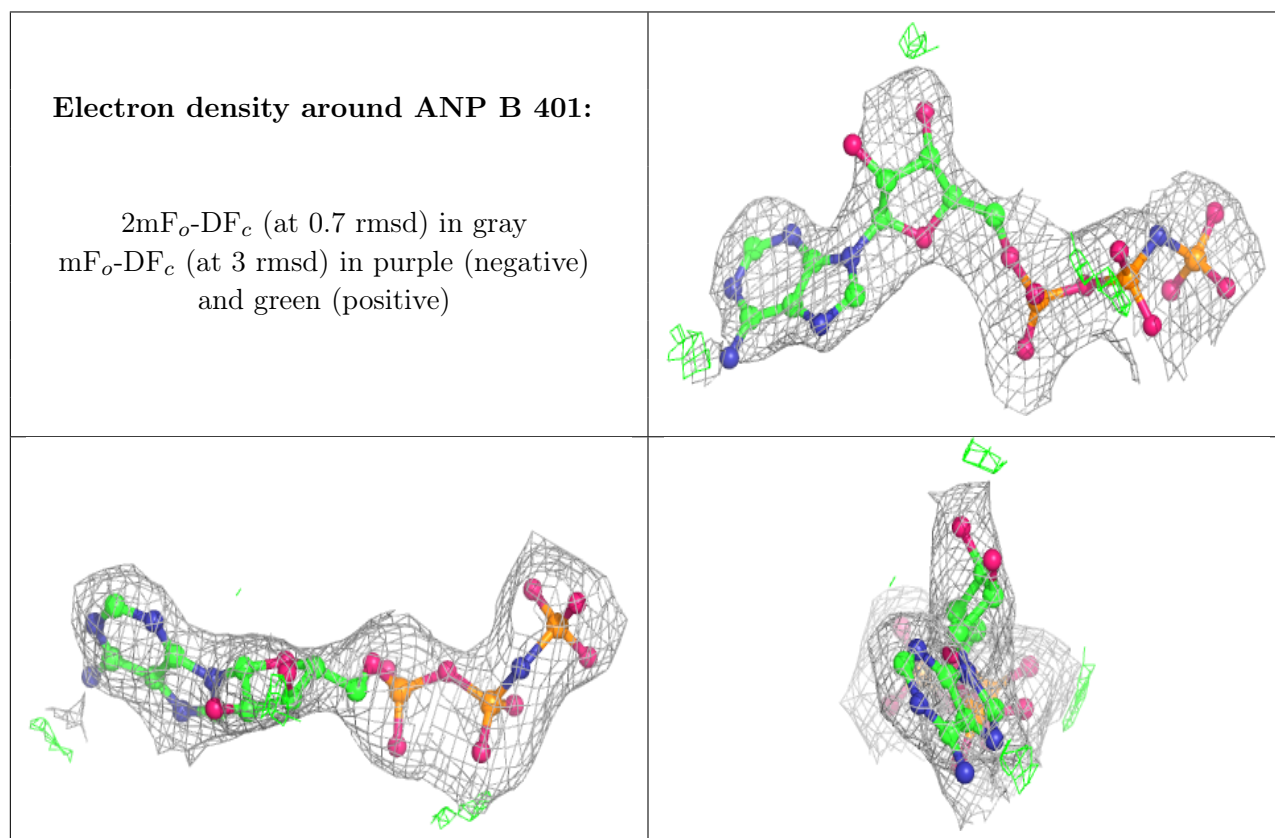 Electron density around ANP B 401:
2mFo-DFc (at 0.7 rmsd) in gray
mFo-DFc (at 3 rmsd) in purple (negative)
and green (positive)